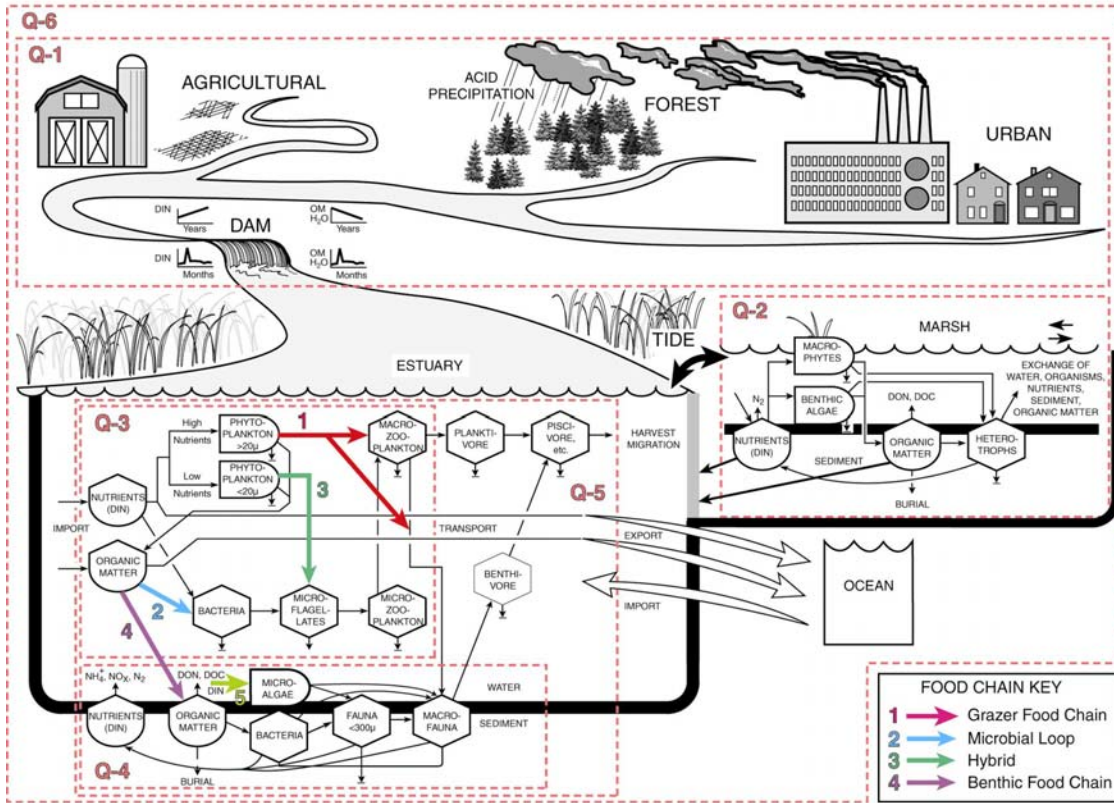 Q-6
Q-1
AGRICULTURAL
ACID
PRECIPITATION
FOREST
URBAN
DIN
Years
OM
H₂O
Years
DAM
DIN
Months
OM
H₂O
Months
TIDE
ESTUARY
Q-2
MARSH
MACRO-
PHYTES
N₂
BENTHIC
ALGAE
DON, DOC
EXCHANGE OF
WATER, ORGANISMS,
NUTRIENTS,
SEDIMENT,
ORGANIC MATTER
NUTRIENTS
(DIN)
SEDIMENT
ORGANIC
MATTER
HETERO-
TROPHS
BURIAL
Q-3
High
Nutrients
PHYTO-
PLANKTON
>20μ
1
MACRO-
ZOO-
PLANKTON
PLANKTI-
VORE
PISCI-
VORE,
etc.
HARVEST
MIGRATION
Low
Nutrients
PHYTO-
PLANKTON
<20μ
3
Q-5
NUTRIENTS
(DIN)
IMPORT
TRANSPORT
EXPORT
ORGANIC
MATTER
2
4
BACTERIA
MICRO-
FLAGEL-
LATES
MICRO-
ZOO-
PLANKTON
BENTHI-
VORE
IMPORT
OCEAN
NH₄⁺, NOX, N₂
DON, DOC
DIN
5
MICRO-
ALGAE
WATER
NUTRIENTS
(DIN)
ORGANIC
MATTER
BACTERIA
FAUNA
<300μ
MACRO-
FAUNA
SEDIMENT
Q-4
BURIAL
FOOD CHAIN KEY
1 Grazer Food Chain
2 Microbial Loop
3 Hybrid
4 Benthic Food Chain